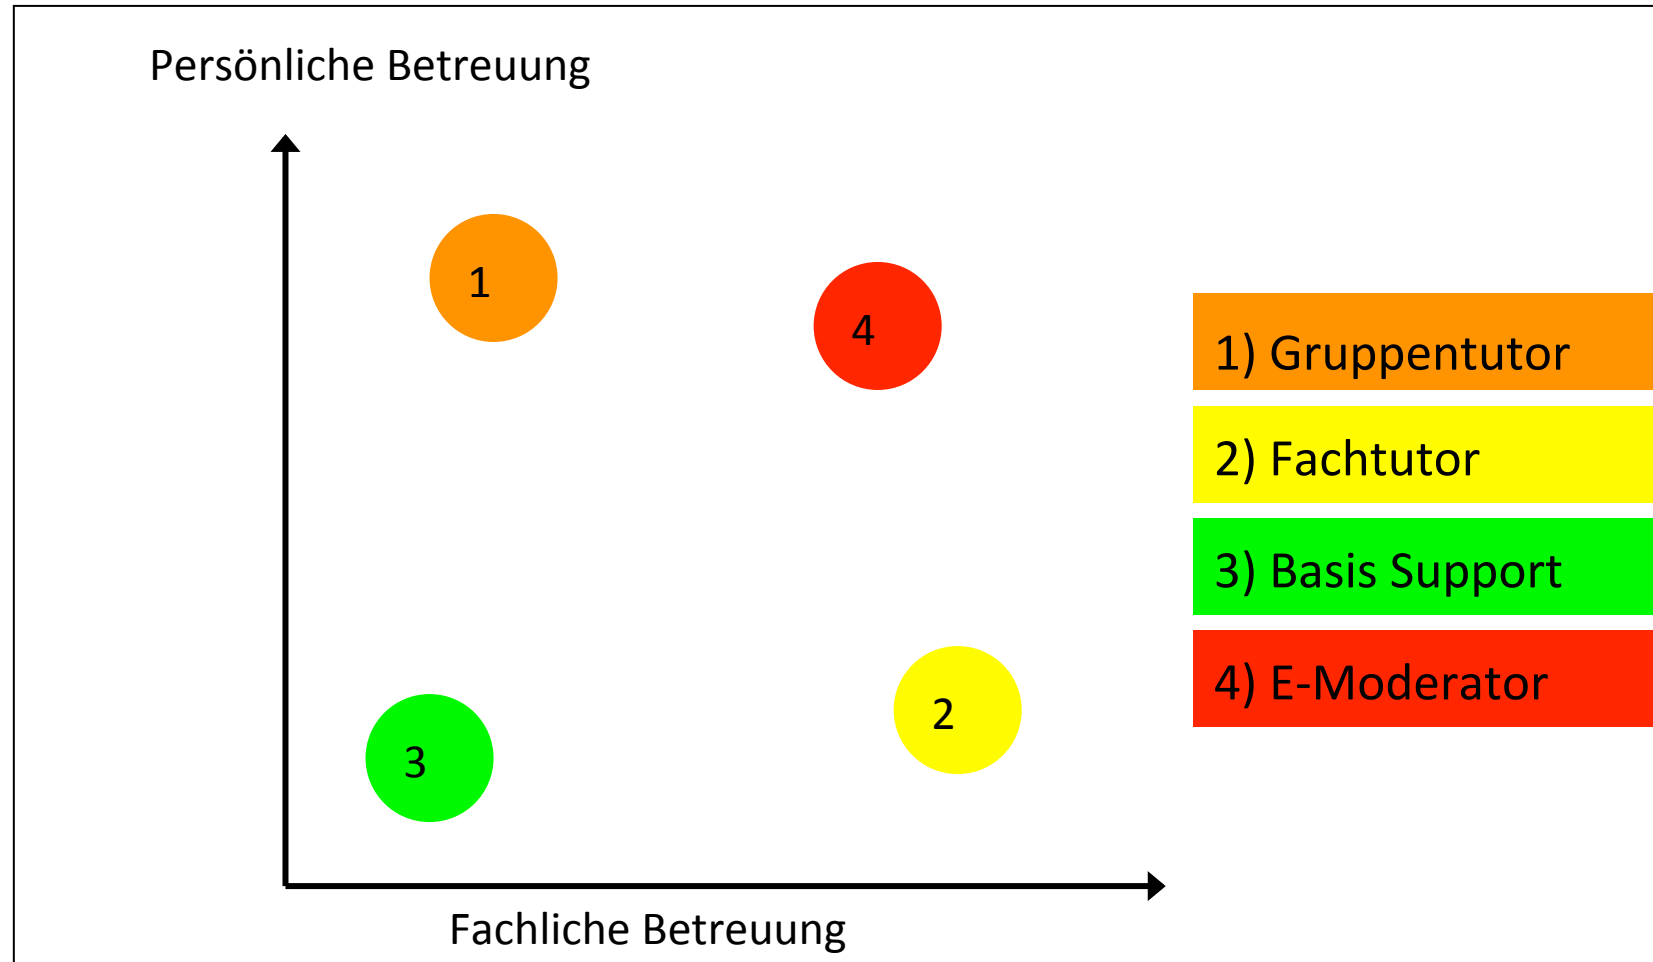 Persönliche Betreuung
1
4
1) Gruppentutor
2) Fachtutor
3) Basis Support
4) E-Moderator
2
3
Fachliche Betreuung